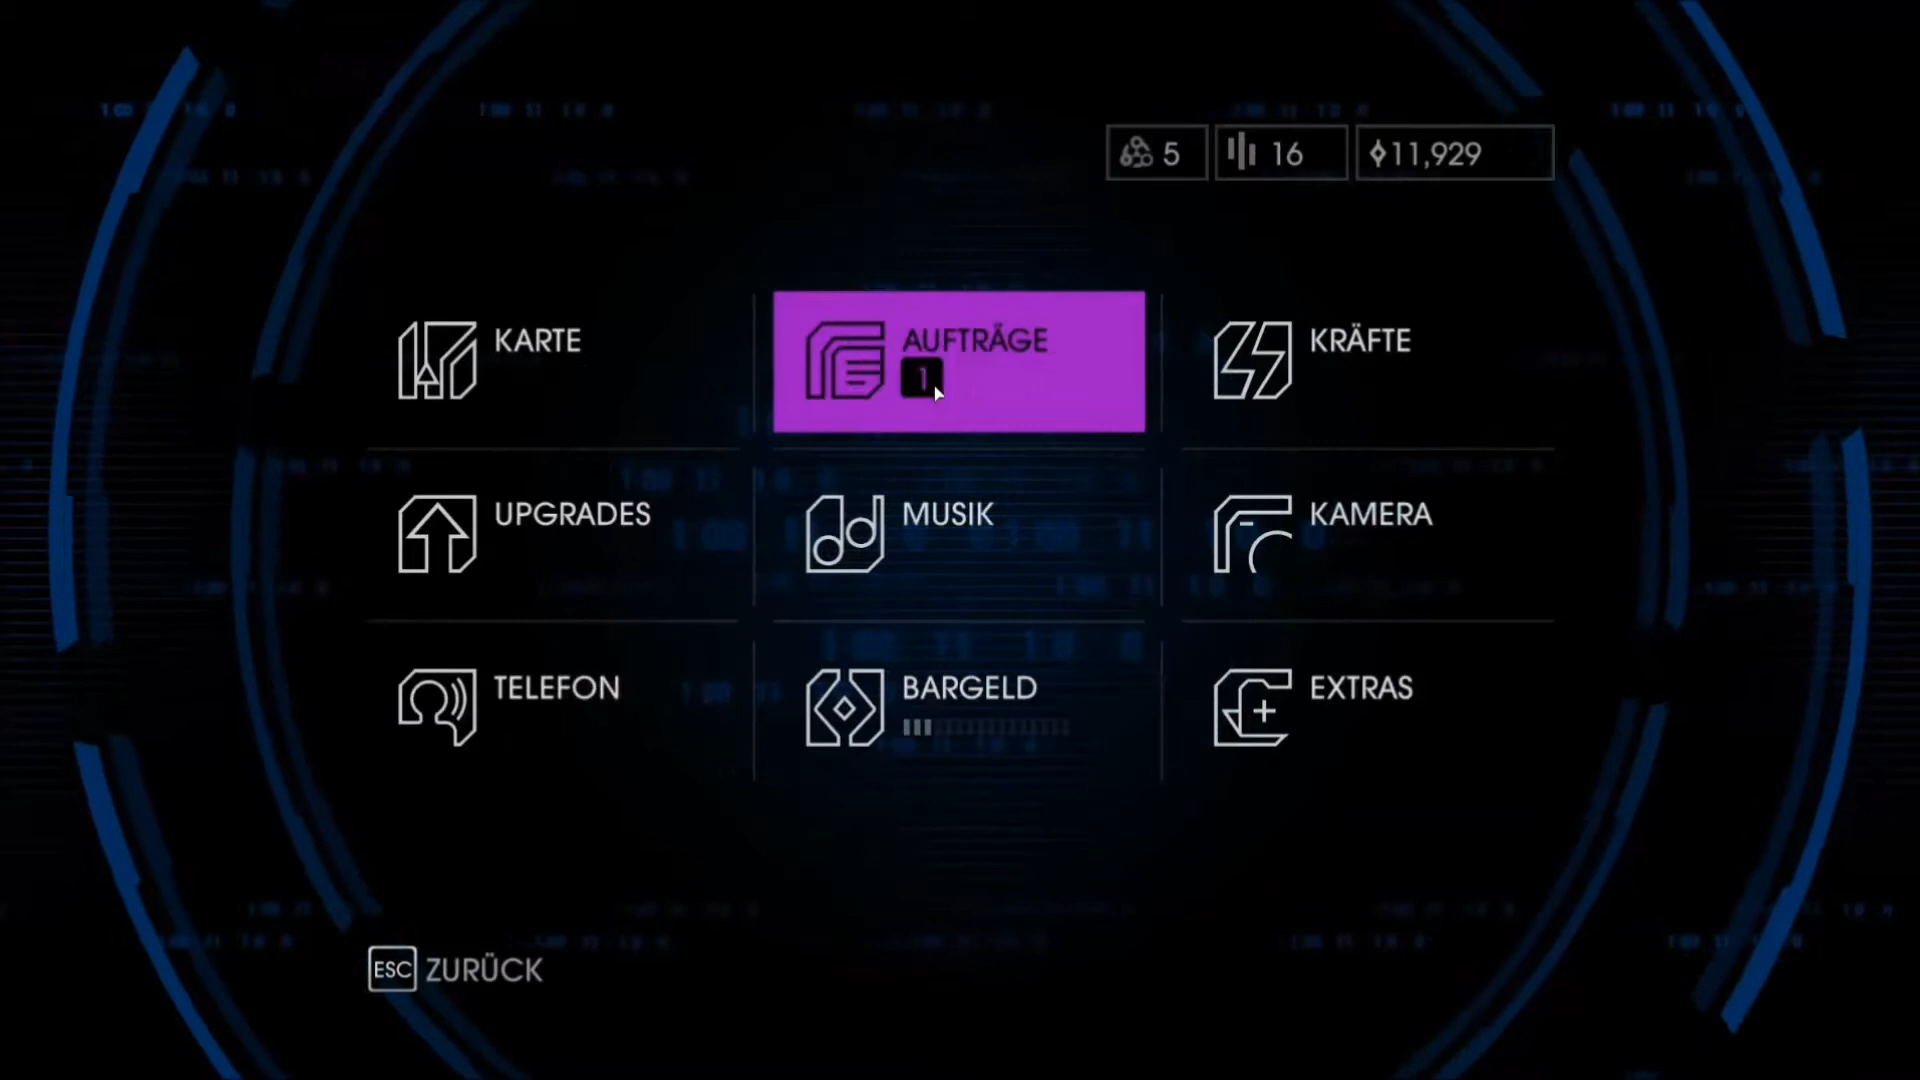 5 16 11,929
KARTE AUFTRÄGE KRÄFTE
1
UPGRADES MUSIK KAMERA
TELEFON BARGELD EXTRAS
ESC ZURÜCK